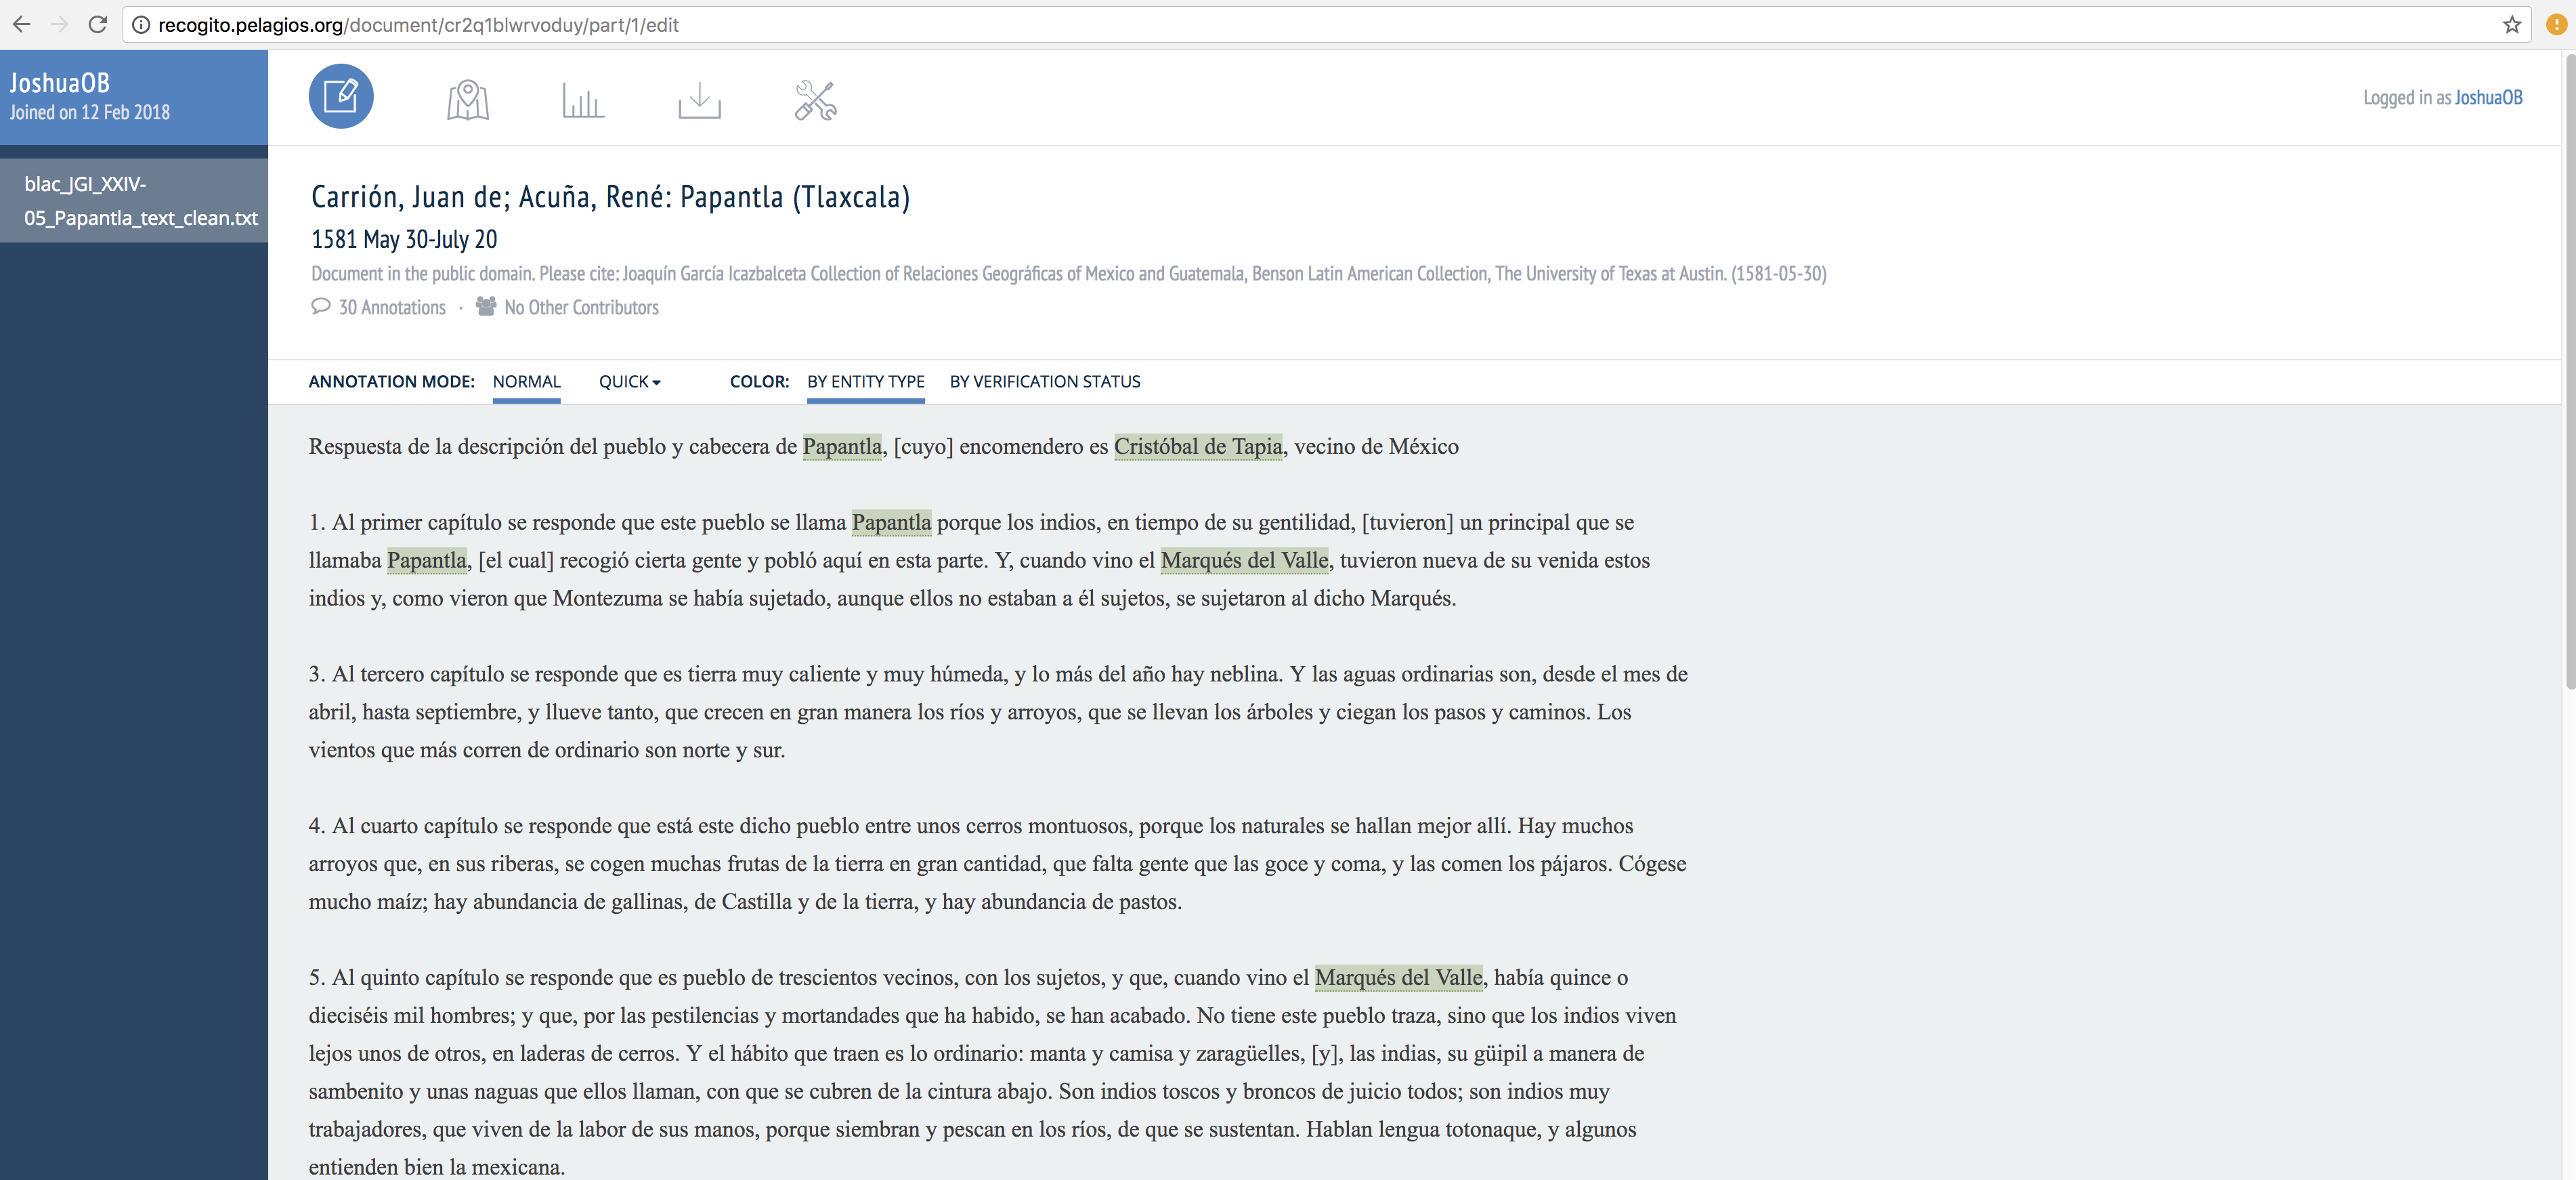 recogito.pelagios.org/document/cr2q1blwrvoduy/part/1/edit
JoshuaOB
Joined on 12 Feb 2018
blac_JGI_XXIV-
05_Papantla_text_clean.txt
Logged in as JoshuaOB
Carrión, Juan de; Acuña, René: Papantla (Tlaxcala)
1581 May 30-July 20
Document in the public domain. Please cite: Joaquín García Icazbalceta Collection of Relaciones Geográficas of Mexico and Guatemala, Benson Latin American Collection, The University of Texas at Austin. (1581-05-30)
30 Annotations · No Other Contributors
ANNOTATION MODE: NORMAL QUICK COLOR: BY ENTITY TYPE BY VERIFICATION STATUS
Respuesta de la descripción del pueblo y cabecera de Papantla, [cuyo] encomendero es Cristóbal de Tapia, vecino de México
1. Al primer capítulo se responde que este pueblo se llama Papantla porque los indios, en tiempo de su gentilidad, [tuvieron] un principal que se
llamaba Papantla, [el cual] recogió cierta gente y pobló aquí en esta parte. Y, cuando vino el Marqués del Valle, tuvieron nueva de su venida estos
indios y, como vieron que Montezuma se había sujetado, aunque ellos no estaban a él sujetos, se sujetaron al dicho Marqués.
3. Al tercero capítulo se responde que es tierra muy caliente y muy húmeda, y lo más del año hay neblina. Y las aguas ordinarias son, desde el mes de
abril, hasta septiembre, y llueve tanto, que crecen en gran manera los ríos y arroyos, que se llevan los árboles y ciegan los pasos y caminos. Los
vientos que más corren de ordinario son norte y sur.
4. Al cuarto capítulo se responde que está este dicho pueblo entre unos cerros montuosos, porque los naturales se hallan mejor allí. Hay muchos
arroyos que, en sus riberas, se cogen muchas frutas de la tierra en gran cantidad, que falta gente que las goce y coma, y las comen los pájaros. Cógese
mucho maíz; hay abundancia de gallinas, de Castilla y de la tierra, y hay abundancia de pastos.
5. Al quinto capítulo se responde que es pueblo de trescientos vecinos, con los sujetos, y que, cuando vino el Marqués del Valle, había quince o
dieciséis mil hombres; y que, por las pestilencias y mortandades que ha habido, se han acabado. No tiene este pueblo traza, sino que los indios viven
lejos unos de otros, en laderas de cerros. Y el hábito que traen es lo ordinario: manta y camisa y zaragüelles, [y], las indias, su güipil a manera de
sambenito y unas naguas que ellos llaman, con que se cubren de la cintura abajo. Son indios toscos y broncos de juicio todos; son indios muy
trabajadores, que viven de la labor de sus manos, porque siembran y pescan en los ríos, de que se sustentan. Hablan lengua totonaque, y algunos
entienden bien la mexicana.